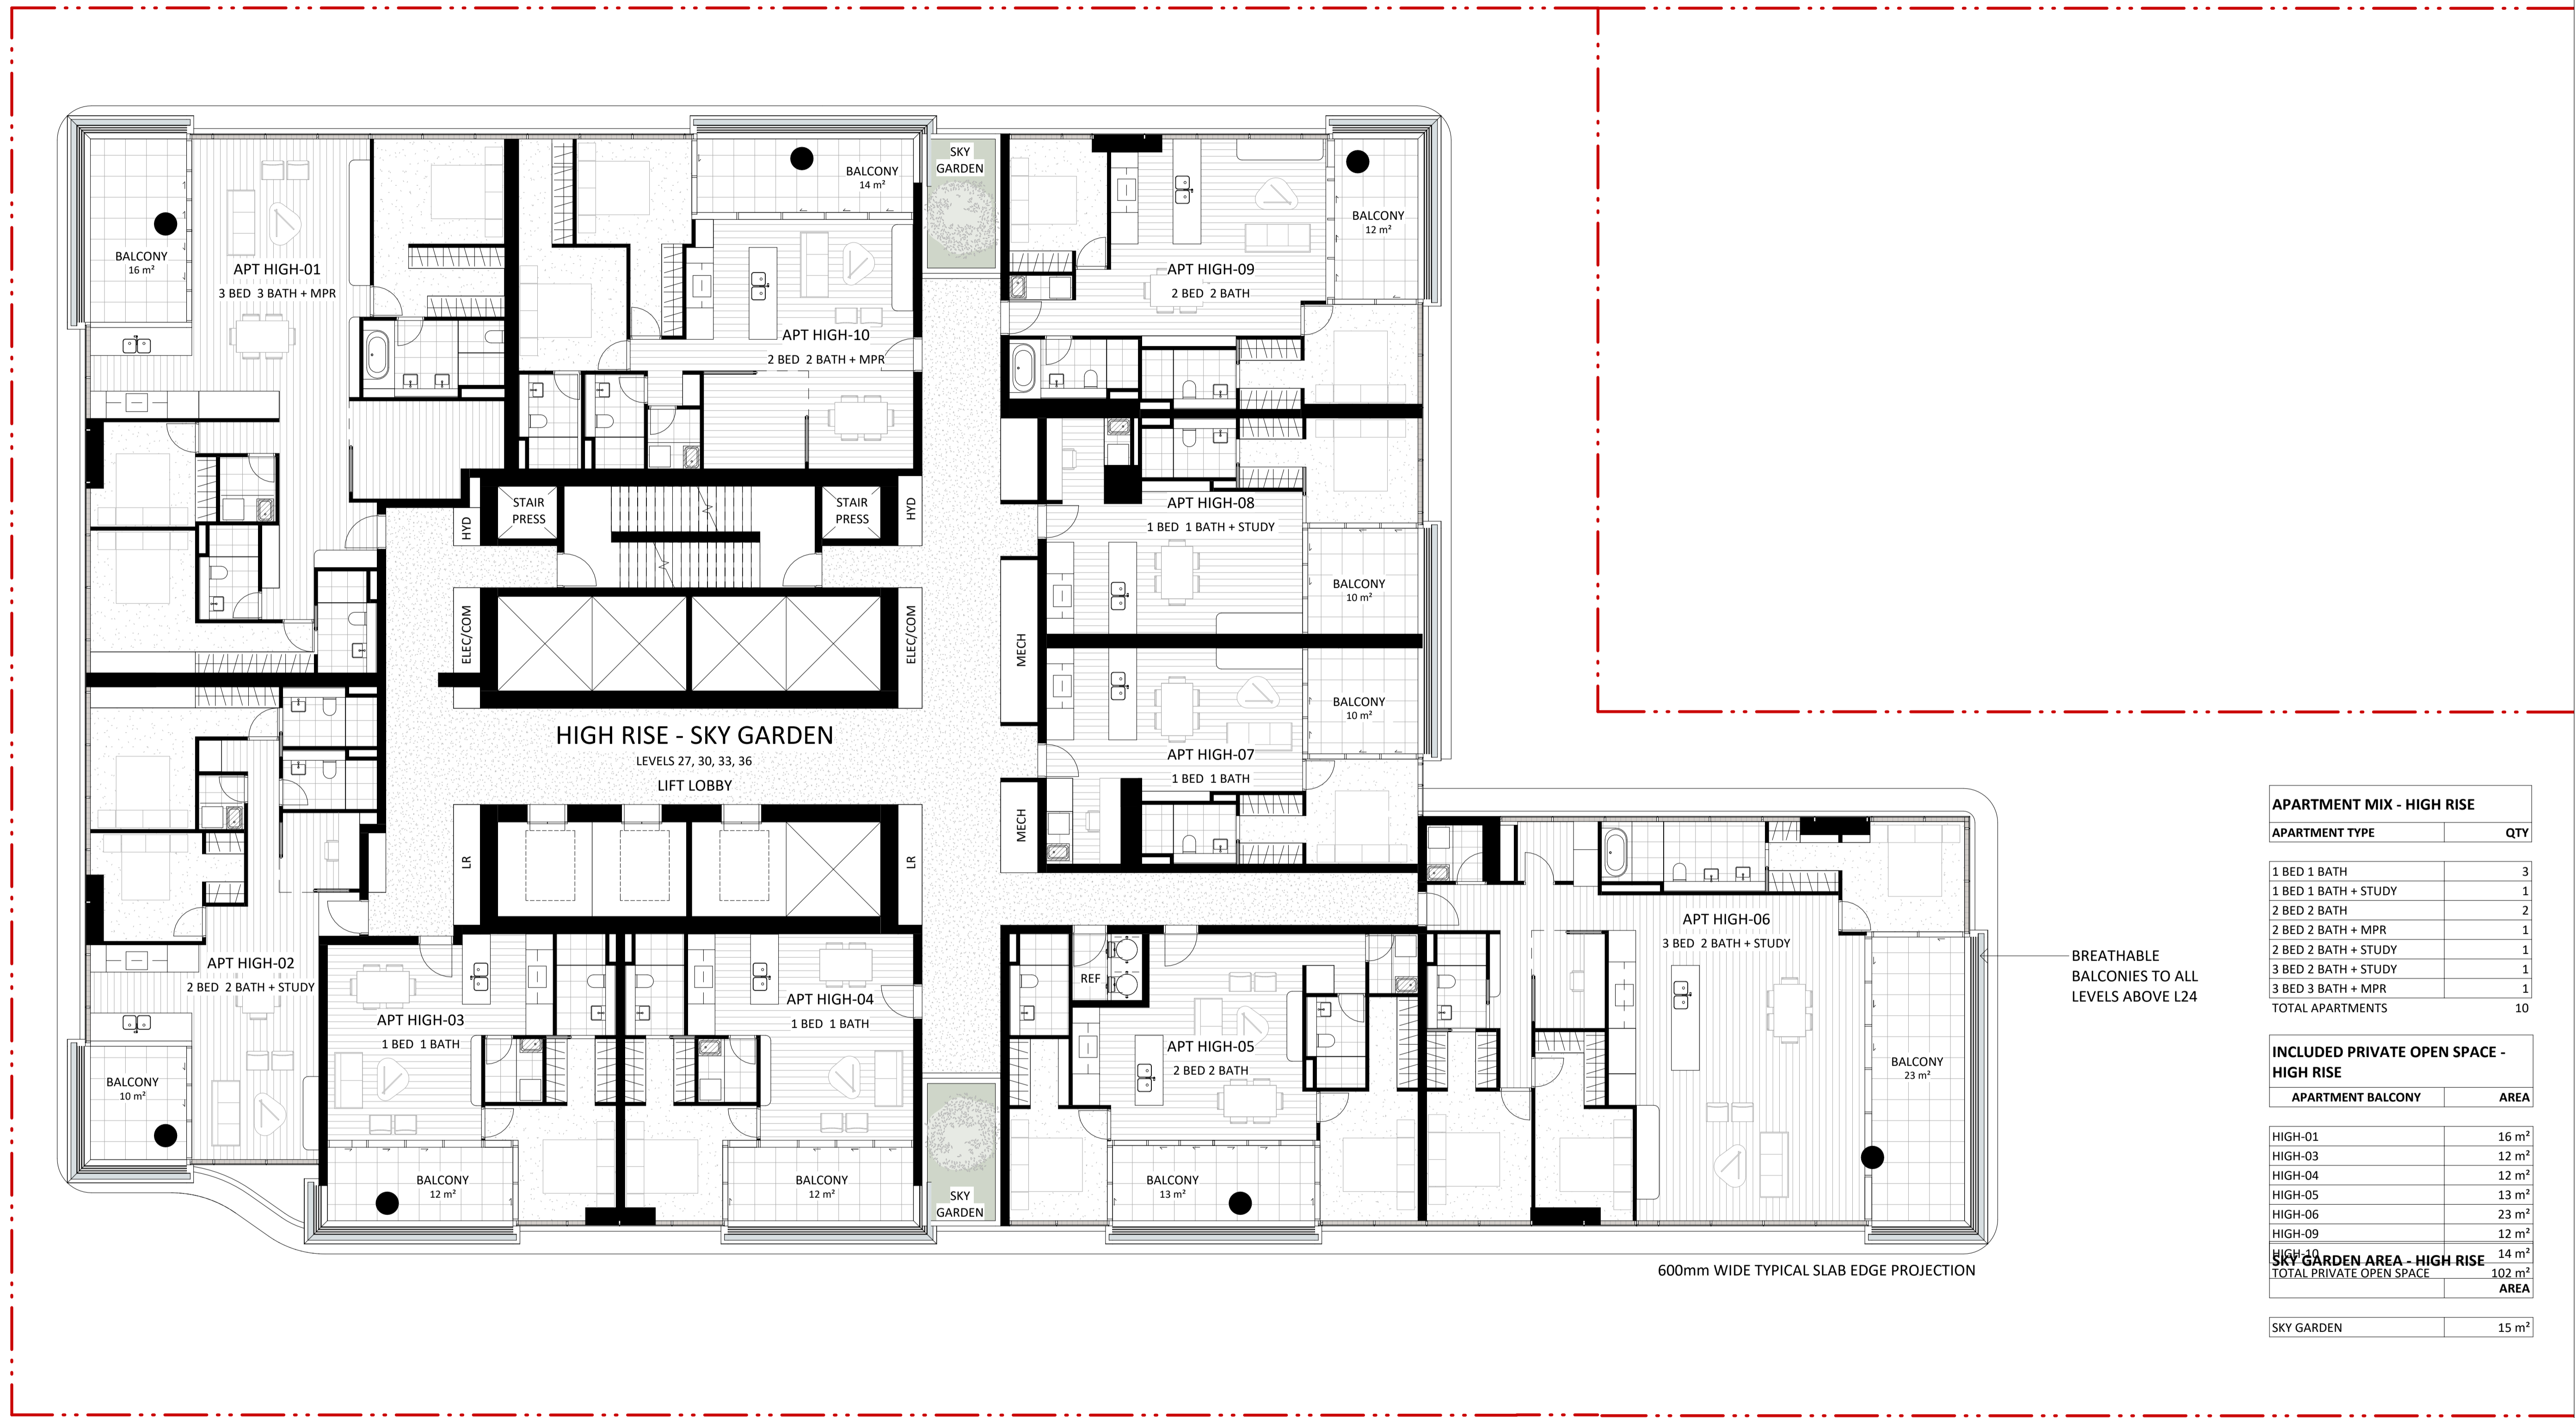 SKY
GARDEN
BALCONY
14 m²
BALCONY
12 m²
BALCONY
16 m²
APT HIGH-01
3 BED 3 BATH + MPR
APT HIGH-09
2 BED 2 BATH
APT HIGH-10
2 BED 2 BATH + MPR
STAIR
PRESS
STAIR
PRESS
HYD
HYD
APT HIGH-08
1 BED 1 BATH + STUDY
BALCONY
10 m²
ELEC/COM
ELEC/COM
MECH
HIGH RISE - SKY GARDEN
LEVELS 27, 30, 33, 36
LIFT LOBBY
BALCONY
10 m²
APT HIGH-07
1 BED 1 BATH
MECH
LR
LR
APT HIGH-06
3 BED 2 BATH + STUDY
APT HIGH-02
2 BED 2 BATH + STUDY
REF
APT HIGH-04
1 BED 1 BATH
APT HIGH-03
1 BED 1 BATH
APT HIGH-05
2 BED 2 BATH
BALCONY
23 m²
BALCONY
10 m²
BALCONY
12 m²
BALCONY
12 m²
SKY
GARDEN
BALCONY
13 m²
BREATHABLE
BALCONIES TO ALL
LEVELS ABOVE L24
600mm WIDE TYPICAL SLAB EDGE PROJECTION
APARTMENT MIX - HIGH RISE
APARTMENT TYPE QTY
1 BED 1 BATH 3
1 BED 1 BATH + STUDY 1
2 BED 2 BATH 2
2 BED 2 BATH + MPR 1
2 BED 2 BATH + STUDY 1
3 BED 2 BATH + STUDY 1
3 BED 3 BATH + MPR 1
TOTAL APARTMENTS 10
INCLUDED PRIVATE OPEN SPACE -
HIGH RISE
APARTMENT BALCONY AREA
HIGH-01 16 m²
HIGH-03 12 m²
HIGH-04 12 m²
HIGH-05 13 m²
HIGH-06 23 m²
HIGH-09 12 m²
HIGH-10 14 m²
SKY GARDEN AREA - HIGH RISE
TOTAL PRIVATE OPEN SPACE 102 m²
AREA
SKY GARDEN 15 m²